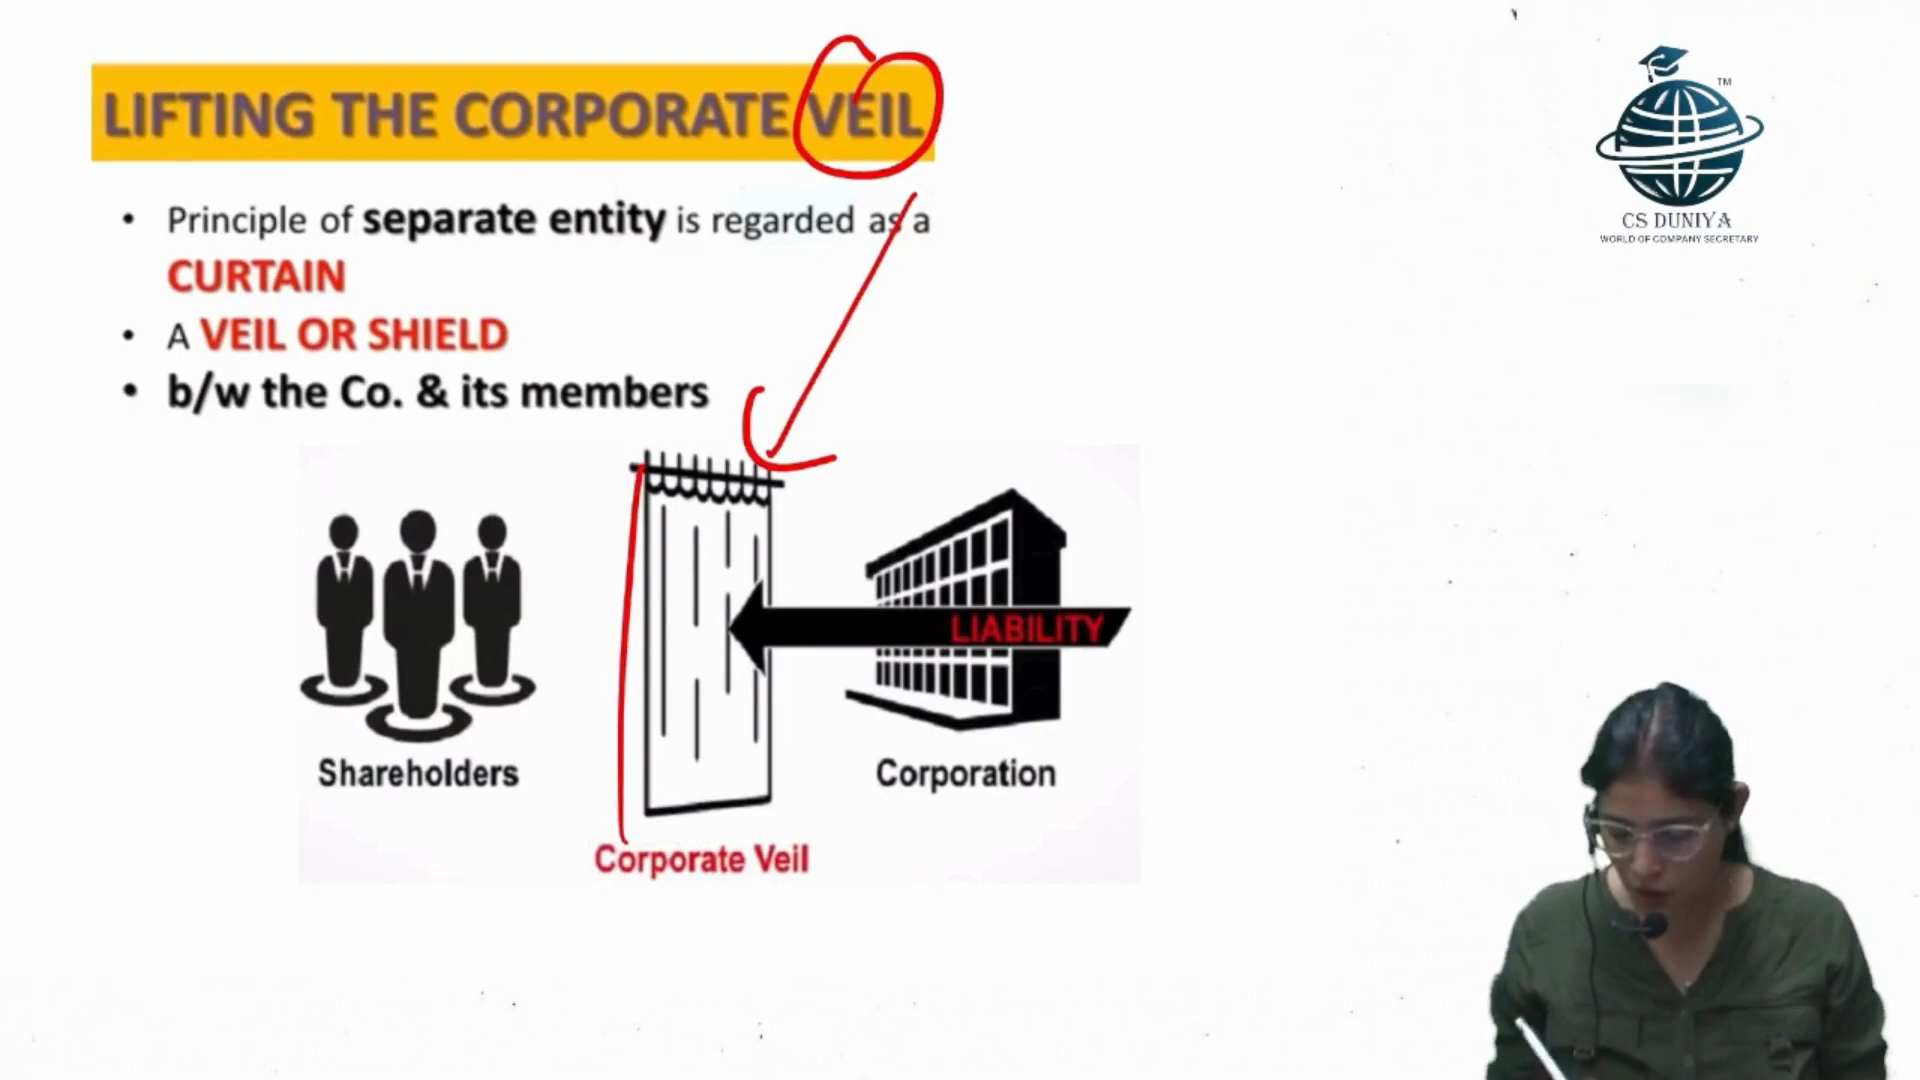 LIFTING THE CORPORATE VEIL
TM
CS DUNIYA
WORLD OF COMPANY SECRETARY
• Principle of separate entity is regarded as a
CURTAIN
• A VEIL OR SHIELD
• b/w the Co. & its members
LIABILITY
Shareholders
Corporation
Corporate Veil